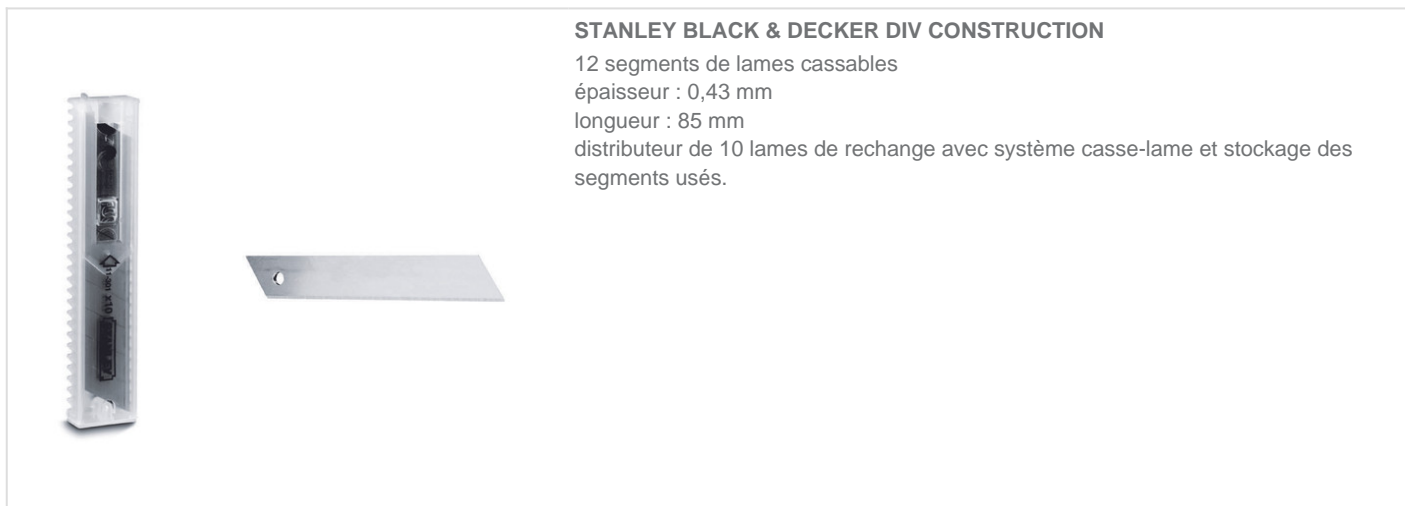 STANLEY BLACK & DECKER DIV CONSTRUCTION
12 segments de lames cassables
épaisseur : 0,43 mm
longueur : 85 mm
distributeur de 10 lames de rechange avec système casse-lame et stockage des
segments usés.